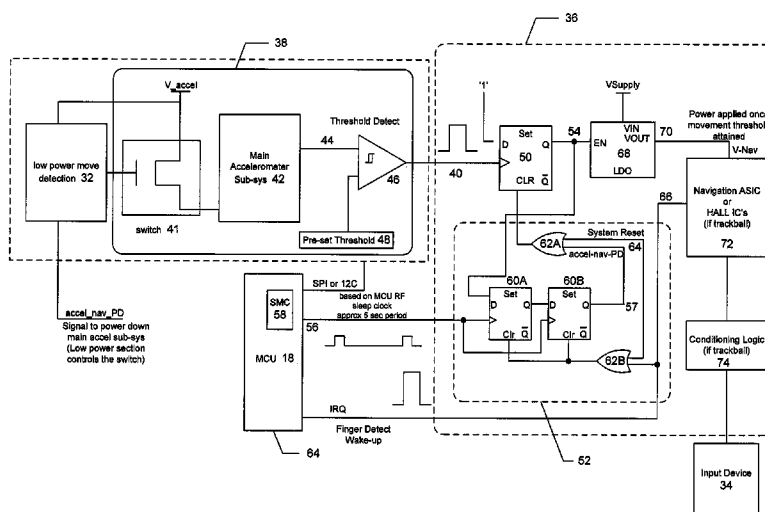 36
38
V_accel
VSupply
Threshold Detect
'1'
Set
D Q
50
CLR Q
54
VIN
VOUT
EN
68
LDO
70
Power applied once
movement threshold
attained
V-Nav
low power move
detection 32
Main
Accelerometer
Sub-sys 42
44
46
40
switch 41
Pre-set Threshold 48
66
Navigation ASIC
or
HALL IC's
(if trackball)
72
System Reset
62A
64
accel-nav-PD
60A
60B
Set
Set
D Q
D Q
57
Clr Q
Clr Q
62B
SPI or 12C
based on MCU RF
sleep clock
approx 5 sec period
SMC
58
56
MCU 18
accel_nav_PD
Signal to power down
main accel sub-sys
(Low power section
controls the switch)
Conditioning Logic
(if trackball)
74
IRQ
Finger Detect
Wake-up
64
52
Input Device
34